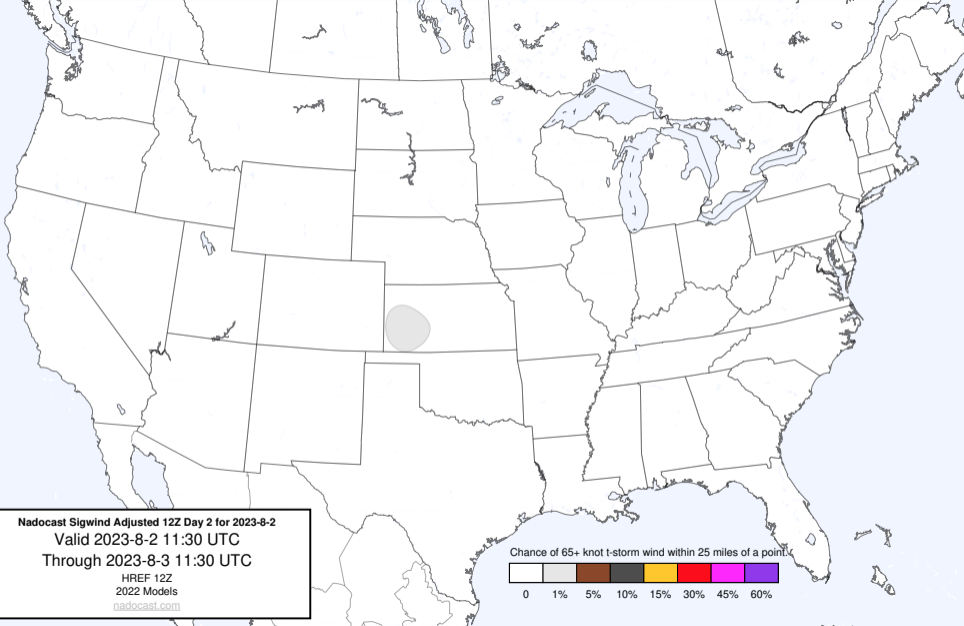 Nadocast Sigwind Adjusted 12Z Day 2 for 2023-8-2
Valid 2023-8-2 11:30 UTC
Through 2023-8-3 11:30 UTC
HREF 12Z
2022 Models
nadocast.com
Chance of 65+ knot t-storm wind within 25 miles of a point.
0 1% 5% 10% 15% 30% 45% 60%